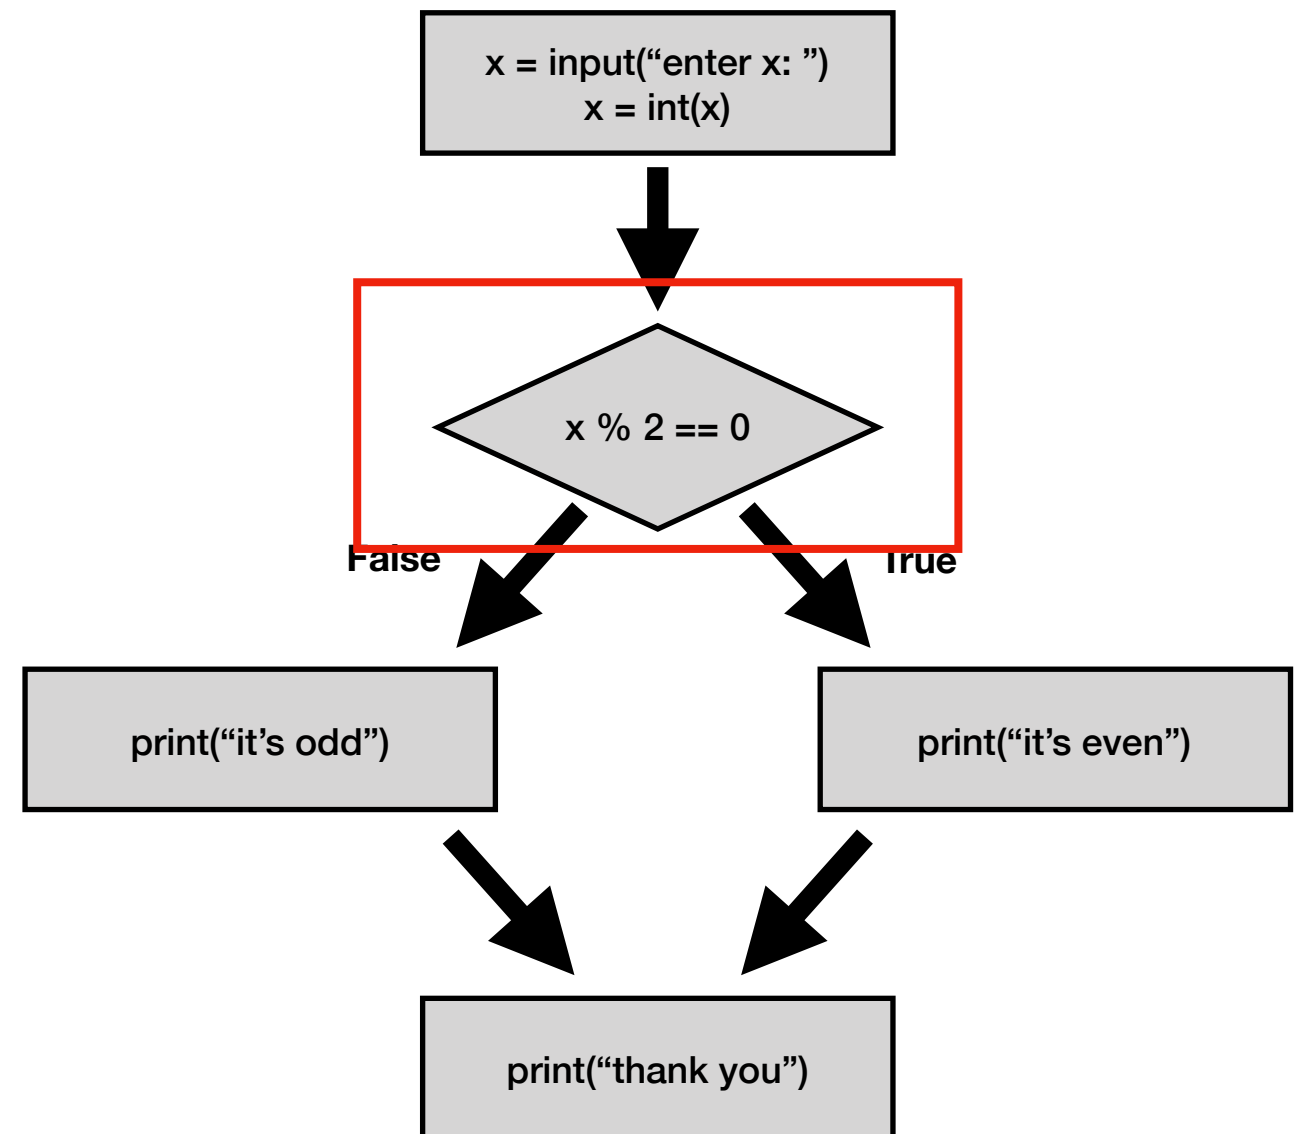 x = input(“enter x: ”)
x = int(x)
x % 2 == 0
False
True
print(“it’s odd”)
print(“it’s even”)
print(“thank you”)